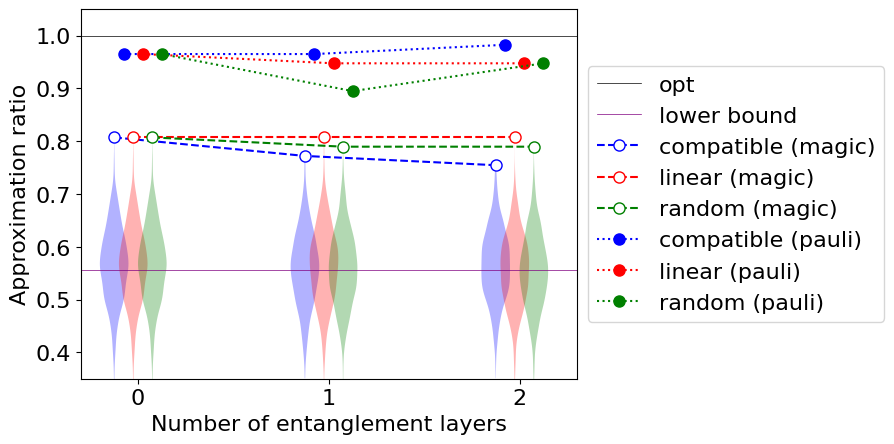 1.0
0.9
0.8
0.7
0.6
0.5
0.4
Approximation ratio
0 1 2
Number of entanglement layers
opt
lower bound
compatible (magic)
linear (magic)
random (magic)
compatible (pauli)
linear (pauli)
random (pauli)